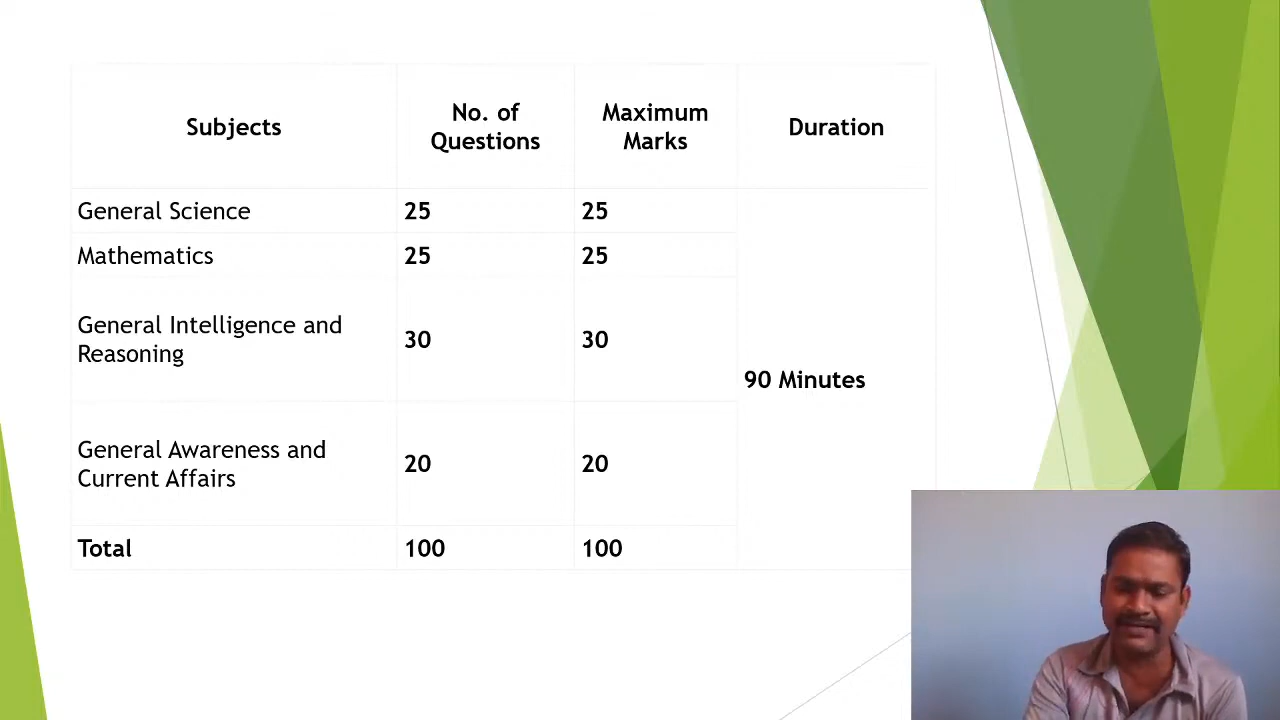 Subjects
No. of
Questions
Maximum
Marks
Duration
General Science
25
25
Mathematics
25
25
General Intelligence and
Reasoning
30
30
90 Minutes
General Awareness and
Current Affairs
20
20
Total
100
100